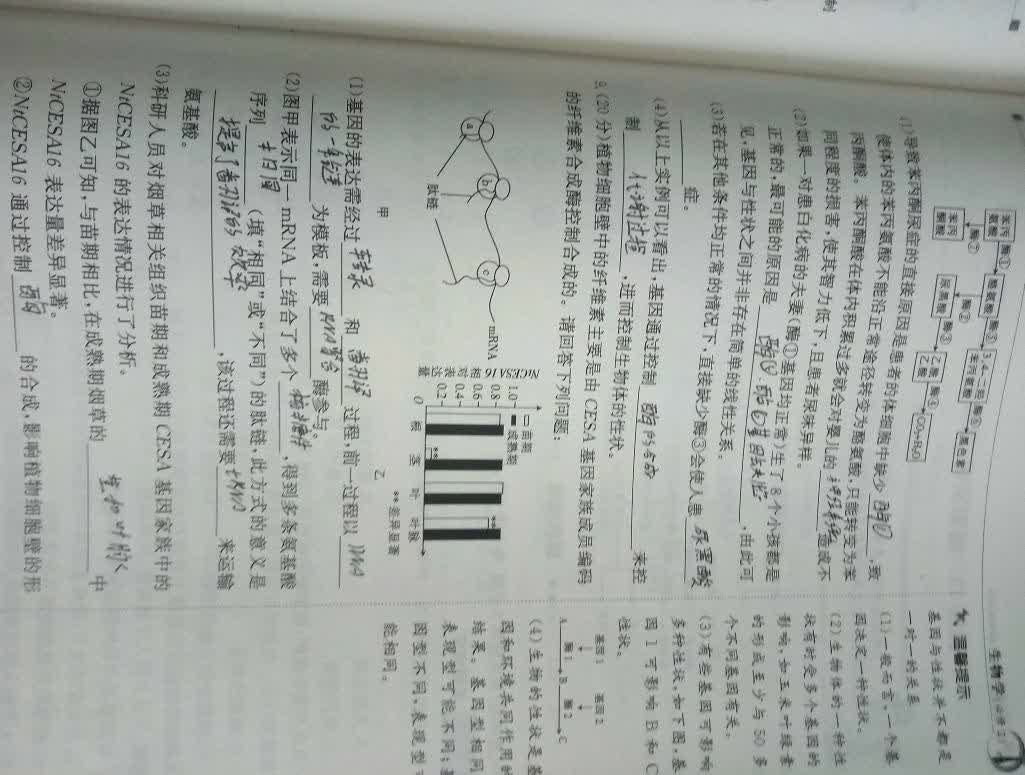 生物学
苯丙氨酸 酶① 酪氨酸 酶⑤ 3,4-二羟苯丙氨酸 酶⑥ 黑色素
酶⑦ 酶②
苯丙酮酸 尿黑酸 酶③ 乙酰乙酸 酶④ CO₂+H₂O
(1)导致苯丙酮尿症的直接原因是患者的体细胞中缺少 酶① ,致
使体内的苯丙氨酸不能沿正常途径转变为酪氨酸,只能转变为苯
丙酮酸。苯丙酮酸在体内积累过多就会对婴儿的 神经系统 造成不
同程度的损害,使其智力低下,且患者尿味异样。
(2)如果一对患白化病的夫妻(酶①基因均正常)生了8个小孩都是
正常的,最可能的原因是 ,由此可
见,基因与性状之间并非存在简单的线性关系。
(3)若在其他条件均正常的情况下,直接缺少酶③会使人患 尿黑酸
症。
(4)从以上实例可以看出,基因通过控制 酶的合成 来控
制 代谢过程 ,进而控制生物体的性状。
9.(20分)植物细胞壁中的纤维素主要是由CESA基因家族成员编码
的纤维素合成酶控制合成的。请回答下列问题:
a b c
肽链
mRNA
甲
NtCESA16相对表达量
1.0
0.8
0.6
0.4
0.2
0
苗期
成熟期
根 茎 叶 叶脉
**
**
**差异显著
乙
(1)基因的表达需经过 转录 和 翻译 过程,前一过程以 DNA
的一条链 为模板,需要 RNA聚合 酶参与。
(2)图甲表示同一mRNA上结合了多个 核糖体 ,得到多条氨基酸
序列 相同 (填“相同”或“不同”)的肽链,此方式的意义是
提高了翻译的效率 ,该过程还需要 tRNA 来运输
氨基酸。
(3)科研人员对烟草相关组织苗期和成熟期CESA基因家族中的
NtCESA16的表达情况进行了分析。
①据图乙可知,与苗期相比,在成熟期烟草的 茎和叶脉 中
NtCESA16表达量差异显著。
②NtCESA16通过控制 酶的 的合成,影响植物细胞壁的形
温馨提示
基因与性状并不都是
一对一的关系
(1)一般而言,一个基
因决定一种性状。
(2)生物体的一种性
状有时受多个基因的
影响,如玉米叶绿素
的形成至少与50多
个不同基因有关。
(3)有些基因可影响
多种性状,如下图,基
因1可影响B和C
性状。
基因1 基因2
A 酶1 B 酶2 C
(4)生物的性状是基
因和环境共同作用的
结果。基因型相同
表现型可能不同;基
因型不同,表现型可
能相同。